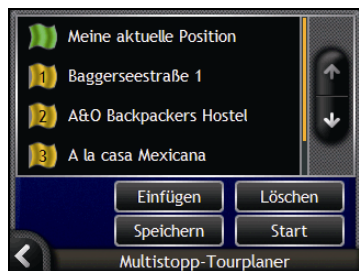 Meine aktuelle Position
1 Baggerseestraße 1
2 A&O Backpackers Hostel
3 A la casa Mexicana
Einfügen Löschen
Speichern Start
Multistopp-Tourplaner